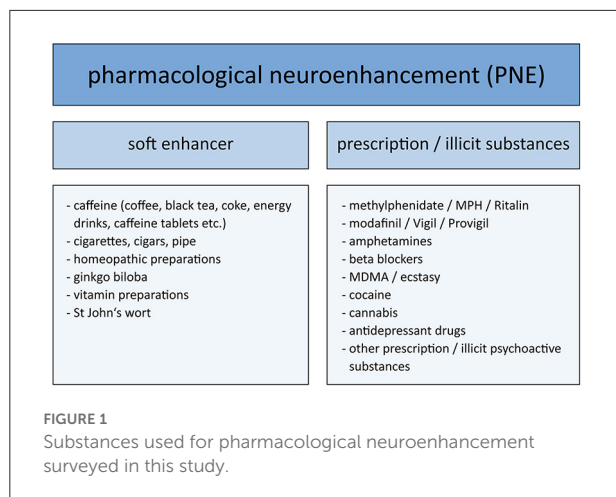 pharmacological neuroenhancement (PNE)
soft enhancer
prescription / illicit substances
- caffeine (coffee, black tea, coke, energy
drinks, caffeine tablets etc.)
- cigarettes, cigars, pipe
- homeopathic preparations
- ginkgo biloba
- vitamin preparations
- St John‘s wort
- methylphenidate / MPH / Ritalin
- modafinil / Vigil / Provigil
- amphetamines
- beta blockers
- MDMA / ecstasy
- cocaine
- cannabis
- antidepressant drugs
- other prescription / illicit psychoactive
substances
FIGURE 1
Substances used for pharmacological neuroenhancement
surveyed in this study.